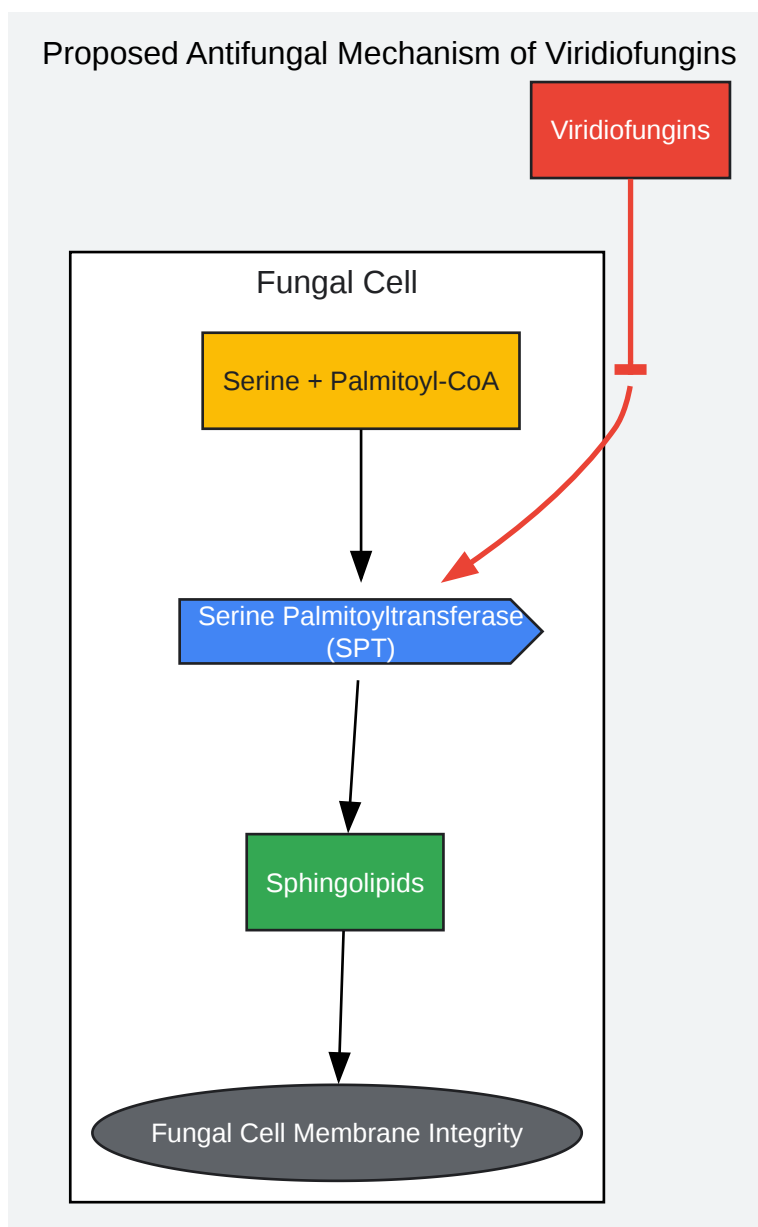 Proposed Antifungal Mechanism of Viridiofungins
Viridiofungins
Fungal Cell
Serine + Palmitoyl-CoA
Serine Palmitoyltransferase
(SPT)
Sphingolipids
Fungal Cell Membrane Integrity